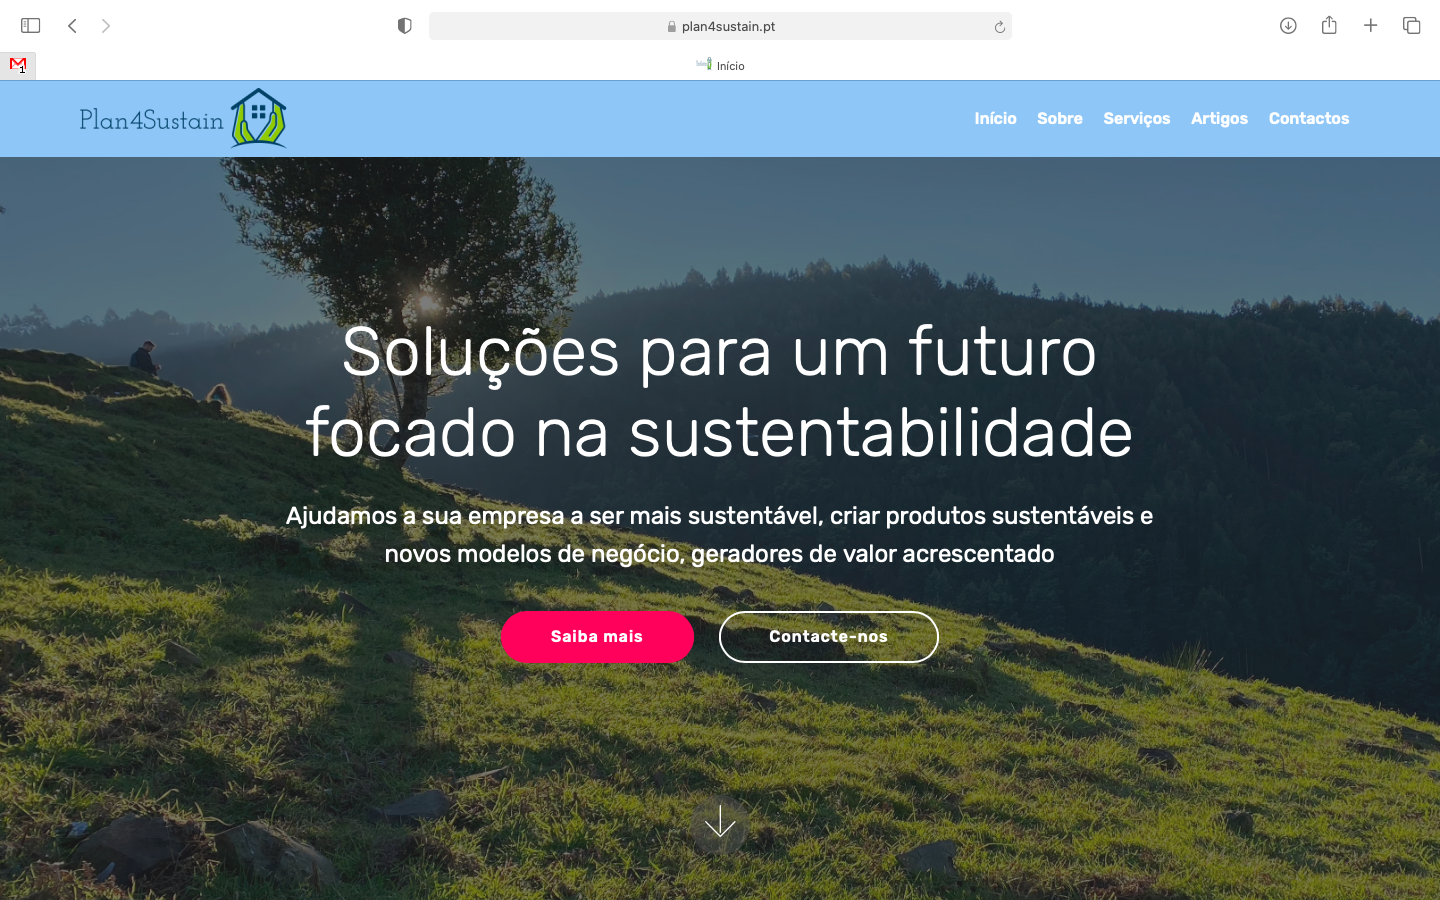 plan4sustain.pt
1
Início
Plan4Sustain
Início Sobre Serviços Artigos Contactos
Soluções para um futuro
focado na sustentabilidade
Ajudamos a sua empresa a ser mais sustentável, criar produtos sustentáveis e
novos modelos de negócio, geradores de valor acrescentado
Saiba mais Contacte-nos